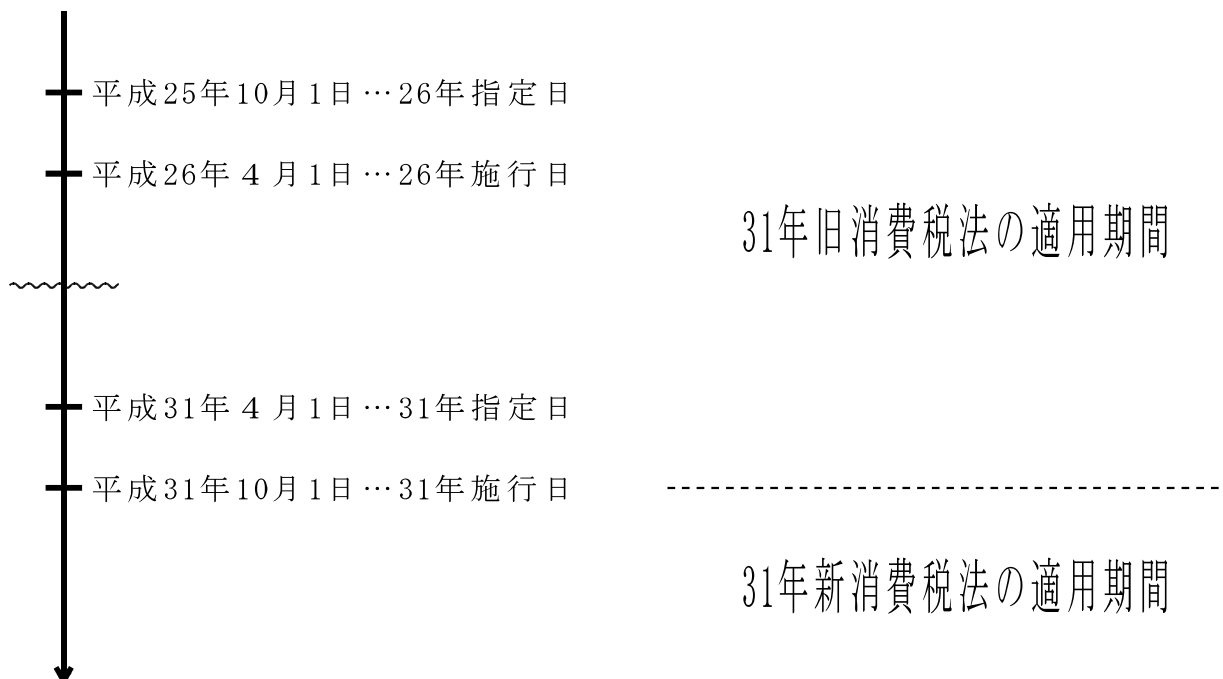 平成25年10月1日…26年指定日
平成26年4月1日…26年施行日
31年旧消費税法の適用期間
平成31年4月1日…31年指定日
平成31年10月1日…31年施行日
31年新消費税法の適用期間